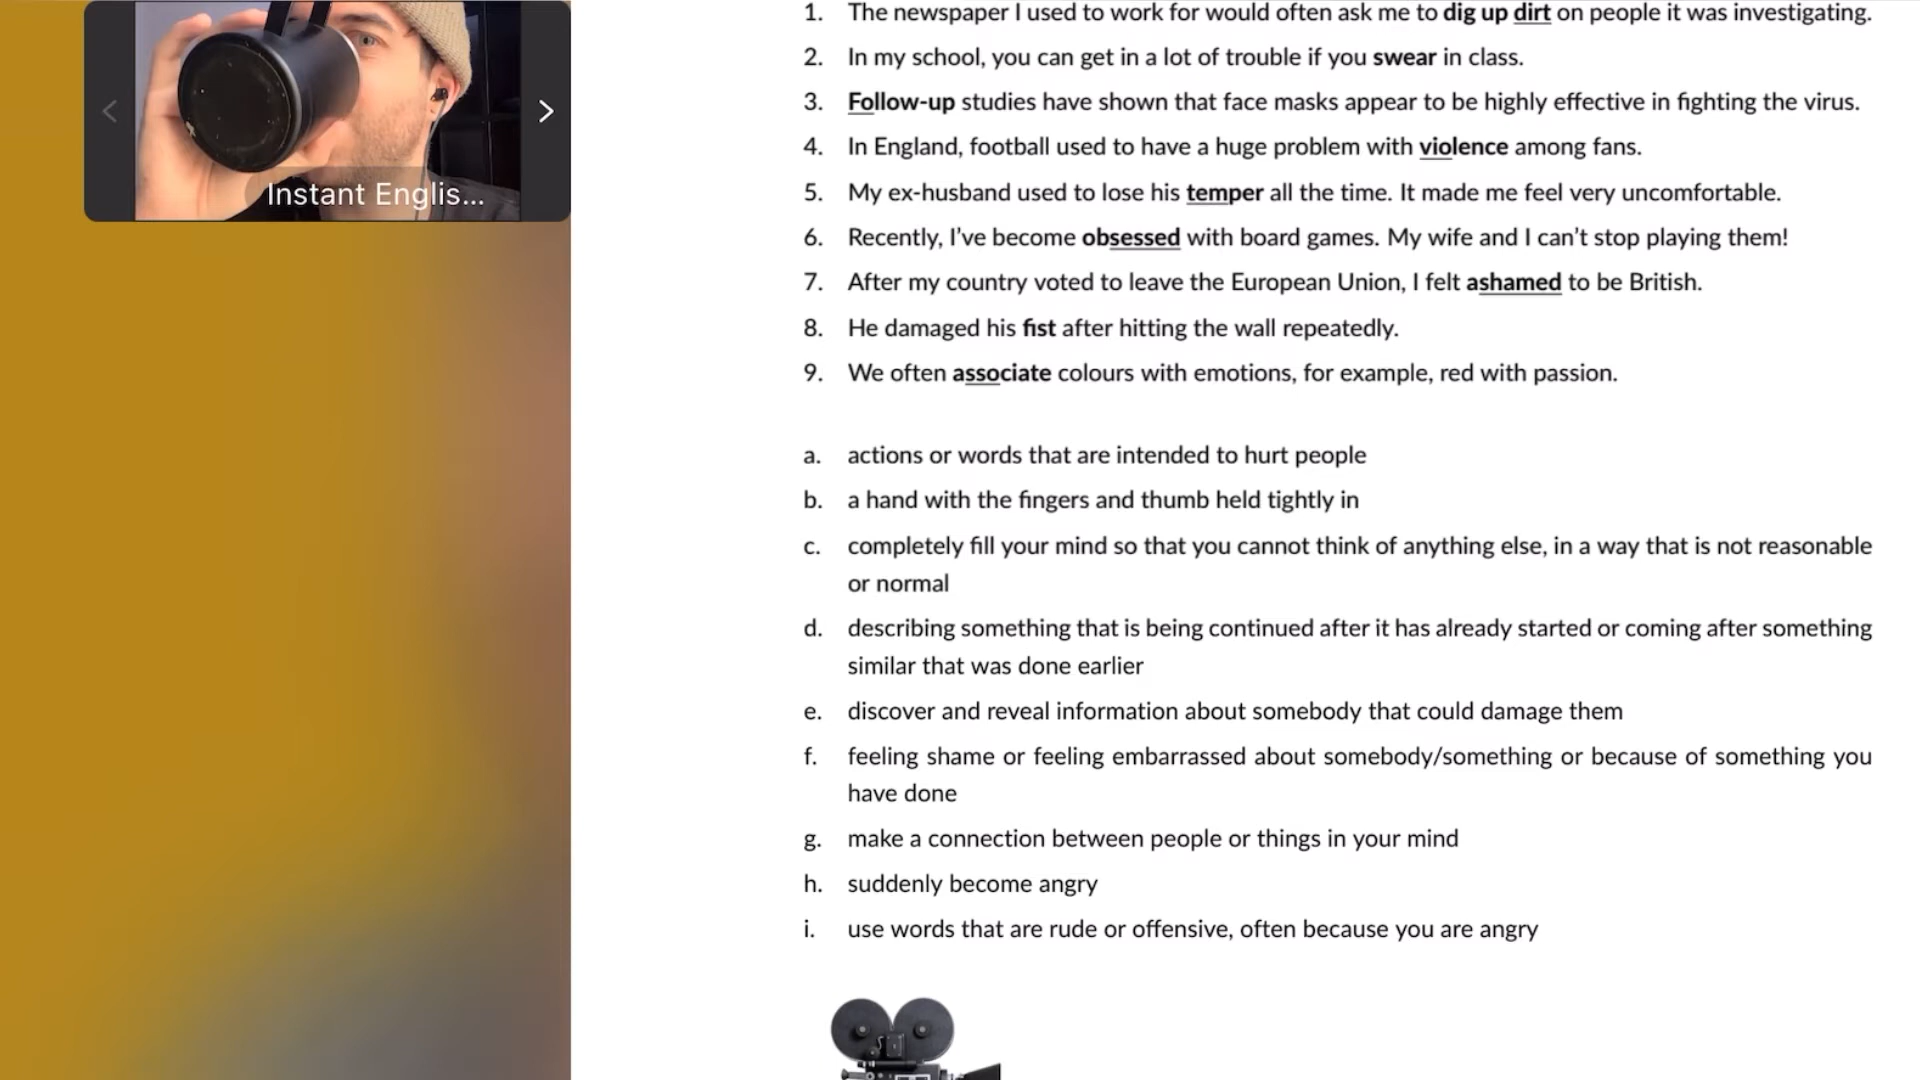 Instant Englis...
1. The newspaper I used to work for would often ask me to dig up dirt on people it was investigating.
2. In my school, you can get in a lot of trouble if you swear in class.
3. Follow-up studies have shown that face masks appear to be highly effective in fighting the virus.
4. In England, football used to have a huge problem with violence among fans.
5. My ex-husband used to lose his temper all the time. It made me feel very uncomfortable.
6. Recently, I’ve become obsessed with board games. My wife and I can’t stop playing them!
7. After my country voted to leave the European Union, I felt ashamed to be British.
8. He damaged his fist after hitting the wall repeatedly.
9. We often associate colours with emotions, for example, red with passion.
a. actions or words that are intended to hurt people
b. a hand with the fingers and thumb held tightly in
c. completely fill your mind so that you cannot think of anything else, in a way that is not reasonable
or normal
d. describing something that is being continued after it has already started or coming after something
similar that was done earlier
e. discover and reveal information about somebody that could damage them
f. feeling shame or feeling embarrassed about somebody/something or because of something you
have done
g. make a connection between people or things in your mind
h. suddenly become angry
i. use words that are rude or offensive, often because you are angry